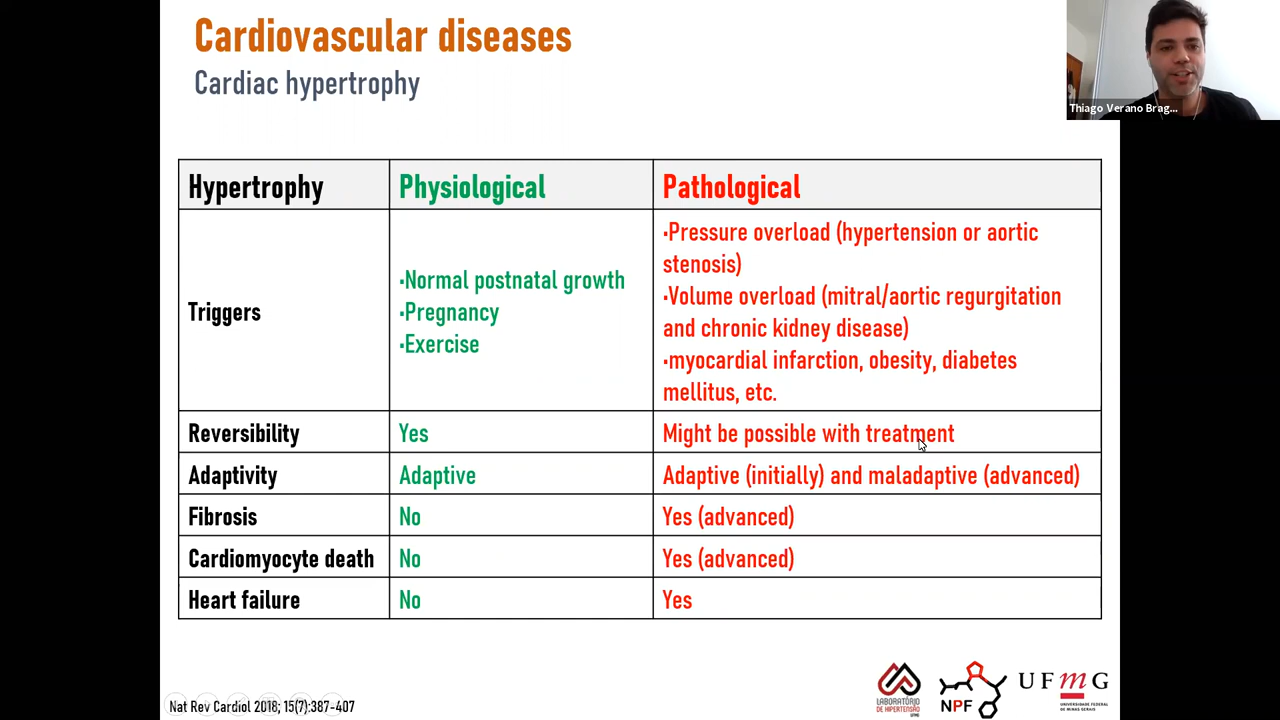 Cardiovascular diseases
Cardiac hypertrophy
Thiago Verano Brag...
Hypertrophy
Physiological
Pathological
Triggers
·Normal postnatal growth
·Pregnancy
·Exercise
·Pressure overload (hypertension or aortic
stenosis)
·Volume overload (mitral/aortic regurgitation
and chronic kidney disease)
·myocardial infarction, obesity, diabetes
mellitus, etc.
Reversibility
Yes
Might be possible with treatment
Adaptivity
Adaptive
Adaptive (initially) and maladaptive (advanced)
Fibrosis
No
Yes (advanced)
Cardiomyocyte death
No
Yes (advanced)
Heart failure
No
Yes
Nat Rev Cardiol 2018; 15(7):387-407
LABORATÓRIO
DE HIPERTENSÃO
UFMG
NPF
UFmG
UNIVERSIDADE FEDERAL
DE MINAS GERAIS